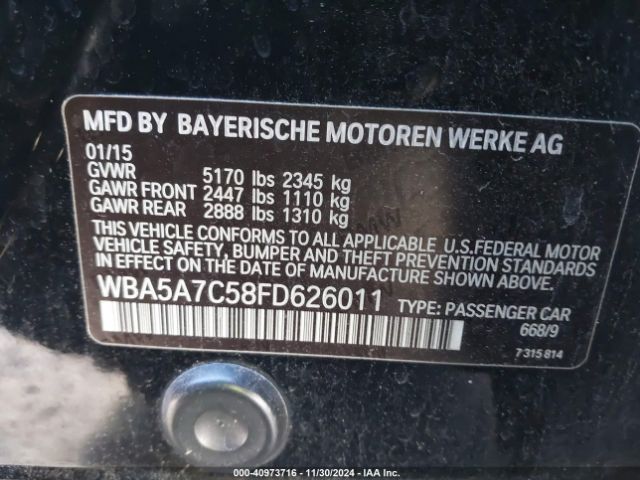 MFD BY BAYERISCHE MOTOREN WERKE AG
01/15
GVWR 5170 lbs 2345 kg
GAWR FRONT 2447 lbs 1110 kg
GAWR REAR 2888 lbs 1310 kg
THIS VEHICLE CONFORMS TO ALL APPLICABLE U.S.FEDERAL MOTOR
VEHICLE SAFETY, BUMPER AND THEFT PREVENTION STANDARDS
IN EFFECT ON THE DATE OF MANUFACTURE SHOWN ABOVE.
WBA5A7C58FD626011 TYPE: PASSENGER CAR
668/9
7 315 814
000-40973716 - 11/30/2024 - IAA Inc.